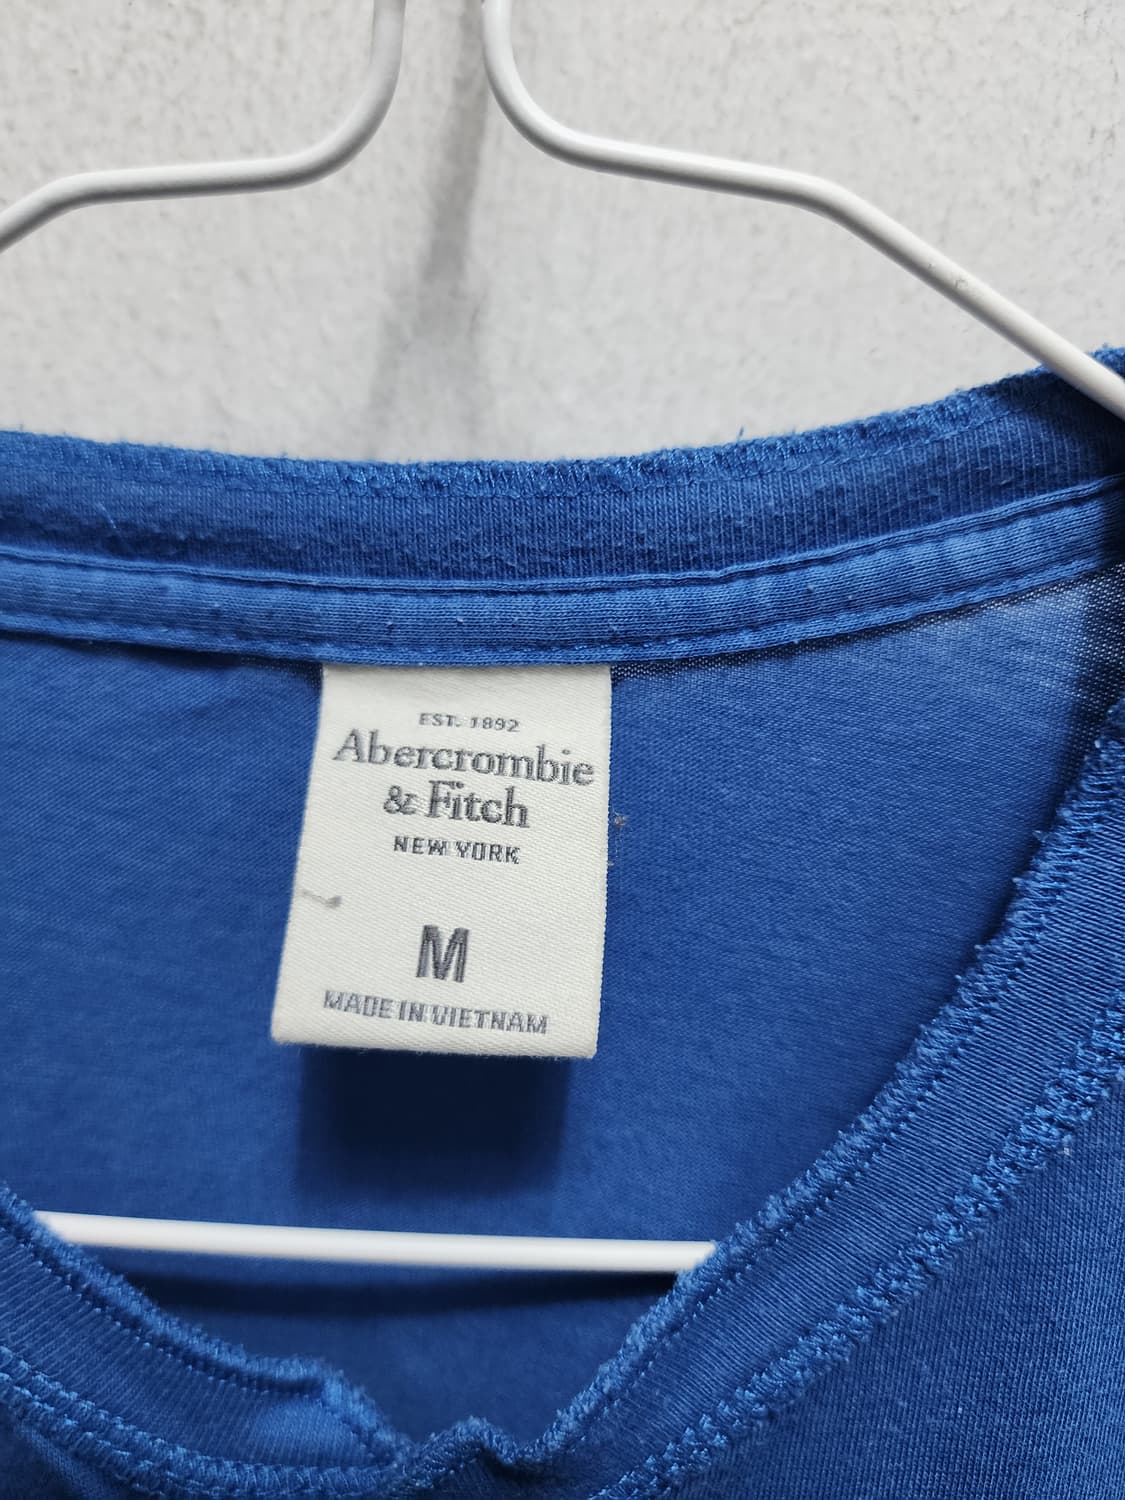 EST. 1892
Abercrombie
& Fitch
NEW YORK
M
MADE IN VIETNAM